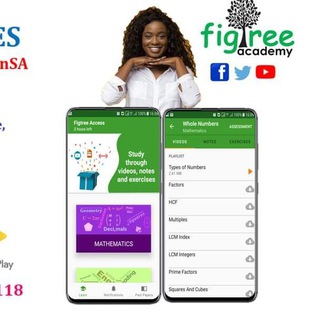 ES
nSA
e,
Play
118
figtree
academy
Figtree Access
Study
through
videos, notes
and exercises
Geometry
Decimals
MATHEMATICS
Learn
Notifications
Past Papers
Whole Numbers
Mathematics
ASSESSMENT
VIDEOS NOTES EXERCISES
PLAYLIST
Types of Numbers
Factors
HCF
Multiples
LCM Index
LCM Integers
Prime Factors
Squares And Cubes